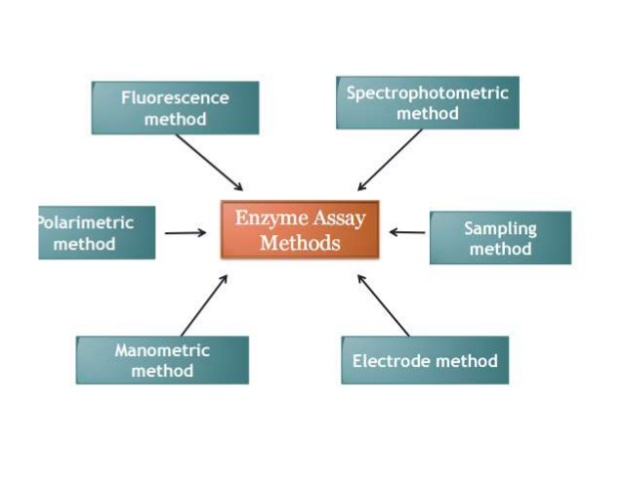 Fluorescence
method
Spectrophotometric
method
Polarimetric
method
Enzyme Assay
Methods
Sampling
method
Manometric
method
Electrode method